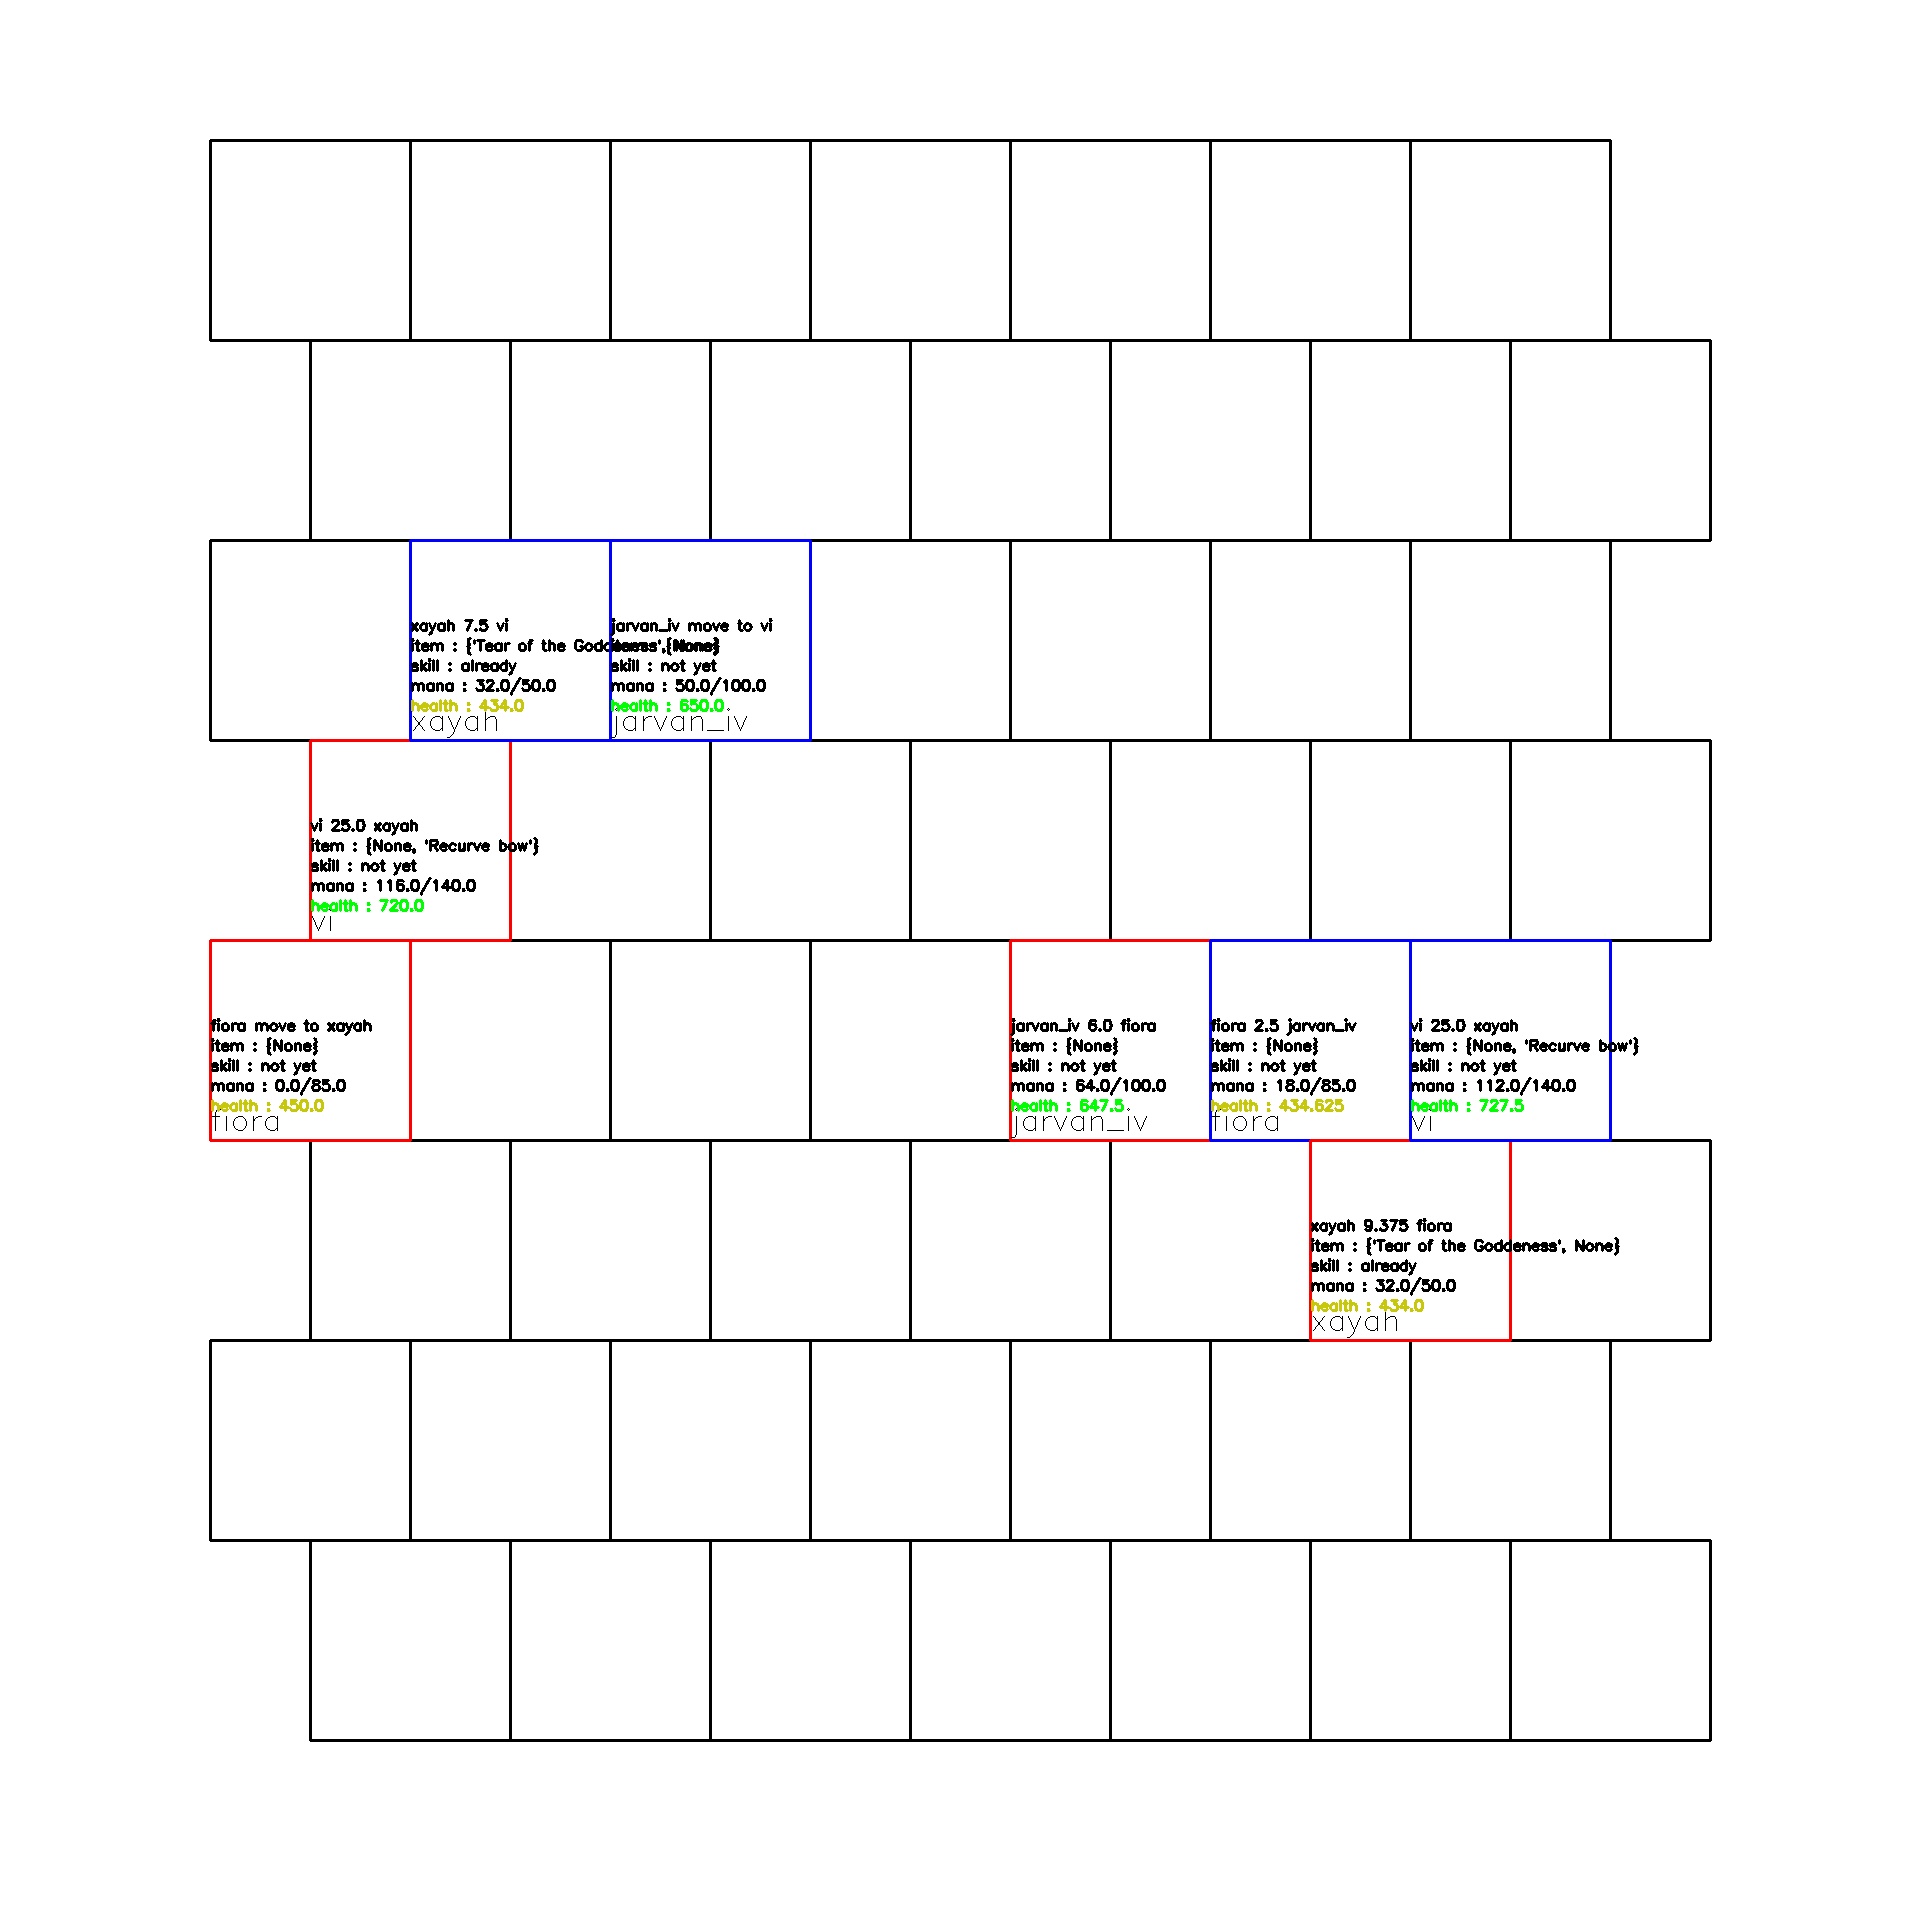 xayah 7.5 vi
item : {'Tear of the Goddeness', None}
skill : already
mana : 32.0/50.0
health : 434.0
xayah
jarvan_iv move to vi
item : {None}
skill : not yet
mana : 50.0/100.0
health : 650.0
jarvan_iv
vi 25.0 xayah
item : {None, 'Recurve bow'}
skill : not yet
mana : 116.0/140.0
health : 720.0
vi
fiora move to xayah
item : {None}
skill : not yet
mana : 0.0/85.0
health : 450.0
fiora
jarvan_iv 6.0 fiora
item : {None}
skill : not yet
mana : 64.0/100.0
health : 647.5
jarvan_iv
fiora 2.5 jarvan_iv
item : {None}
skill : not yet
mana : 18.0/85.0
health : 434.625
fiora
vi 25.0 xayah
item : {None, 'Recurve bow'}
skill : not yet
mana : 112.0/140.0
health : 727.5
vi
xayah 9.375 fiora
item : {'Tear of the Goddeness', None}
skill : already
mana : 32.0/50.0
health : 434.0
xayah